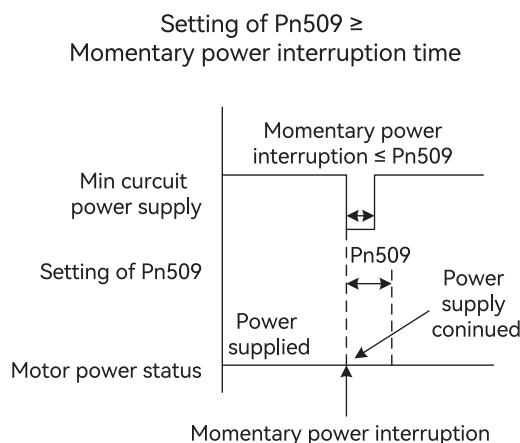 Setting of Pn509 ≥
Momentary power interruption time
Momentary power
interruption ≤ Pn509
Min curcuit
power supply
Setting of Pn509
Pn509
Power
supply
coninued
Power
supplied
Motor power status
Momentary power interruption